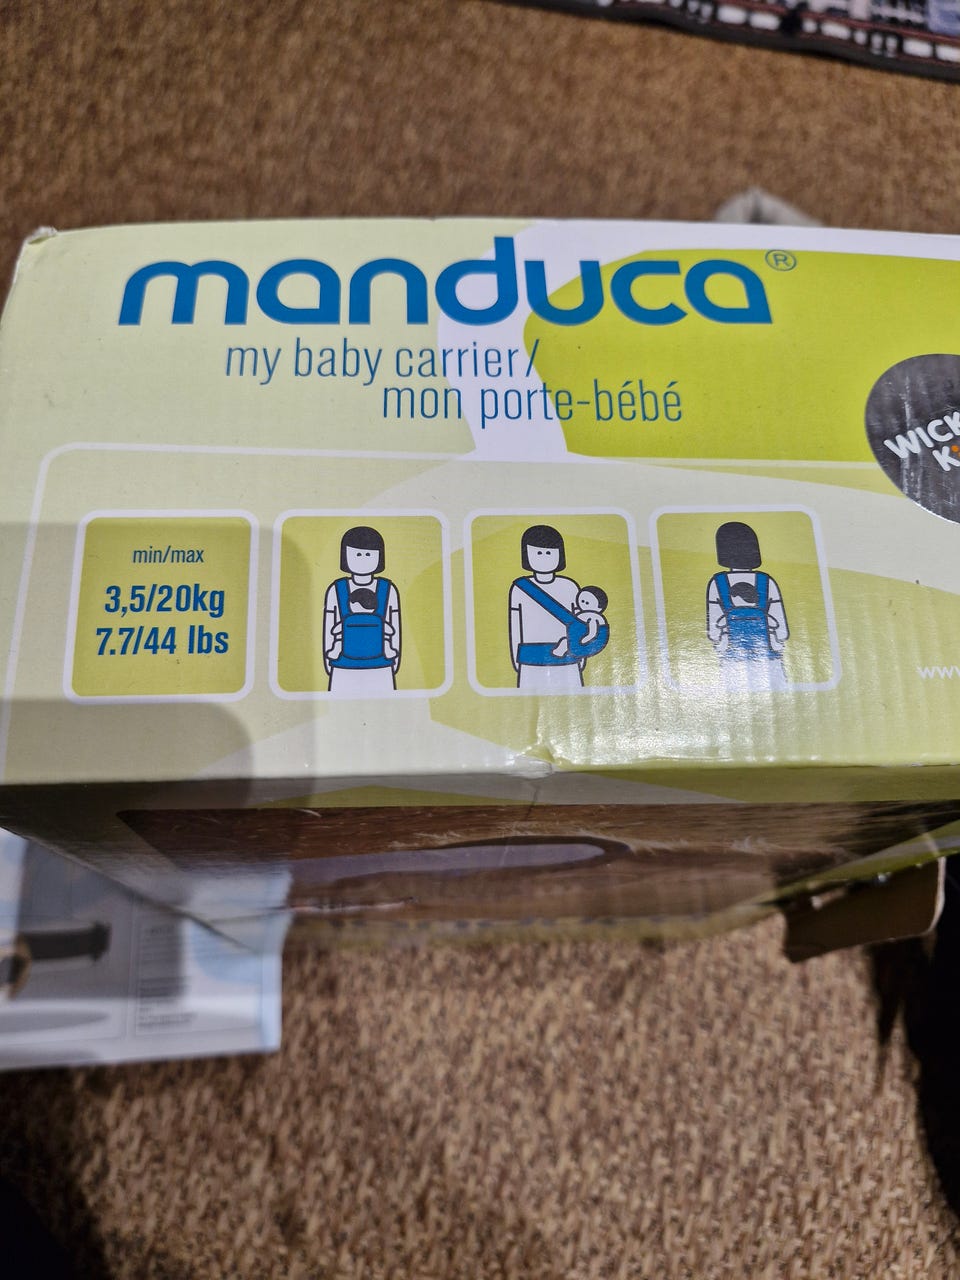 manduca®
my baby carrier/
mon porte-bébé
min/max
3,5/20kg
7.7/44 lbs